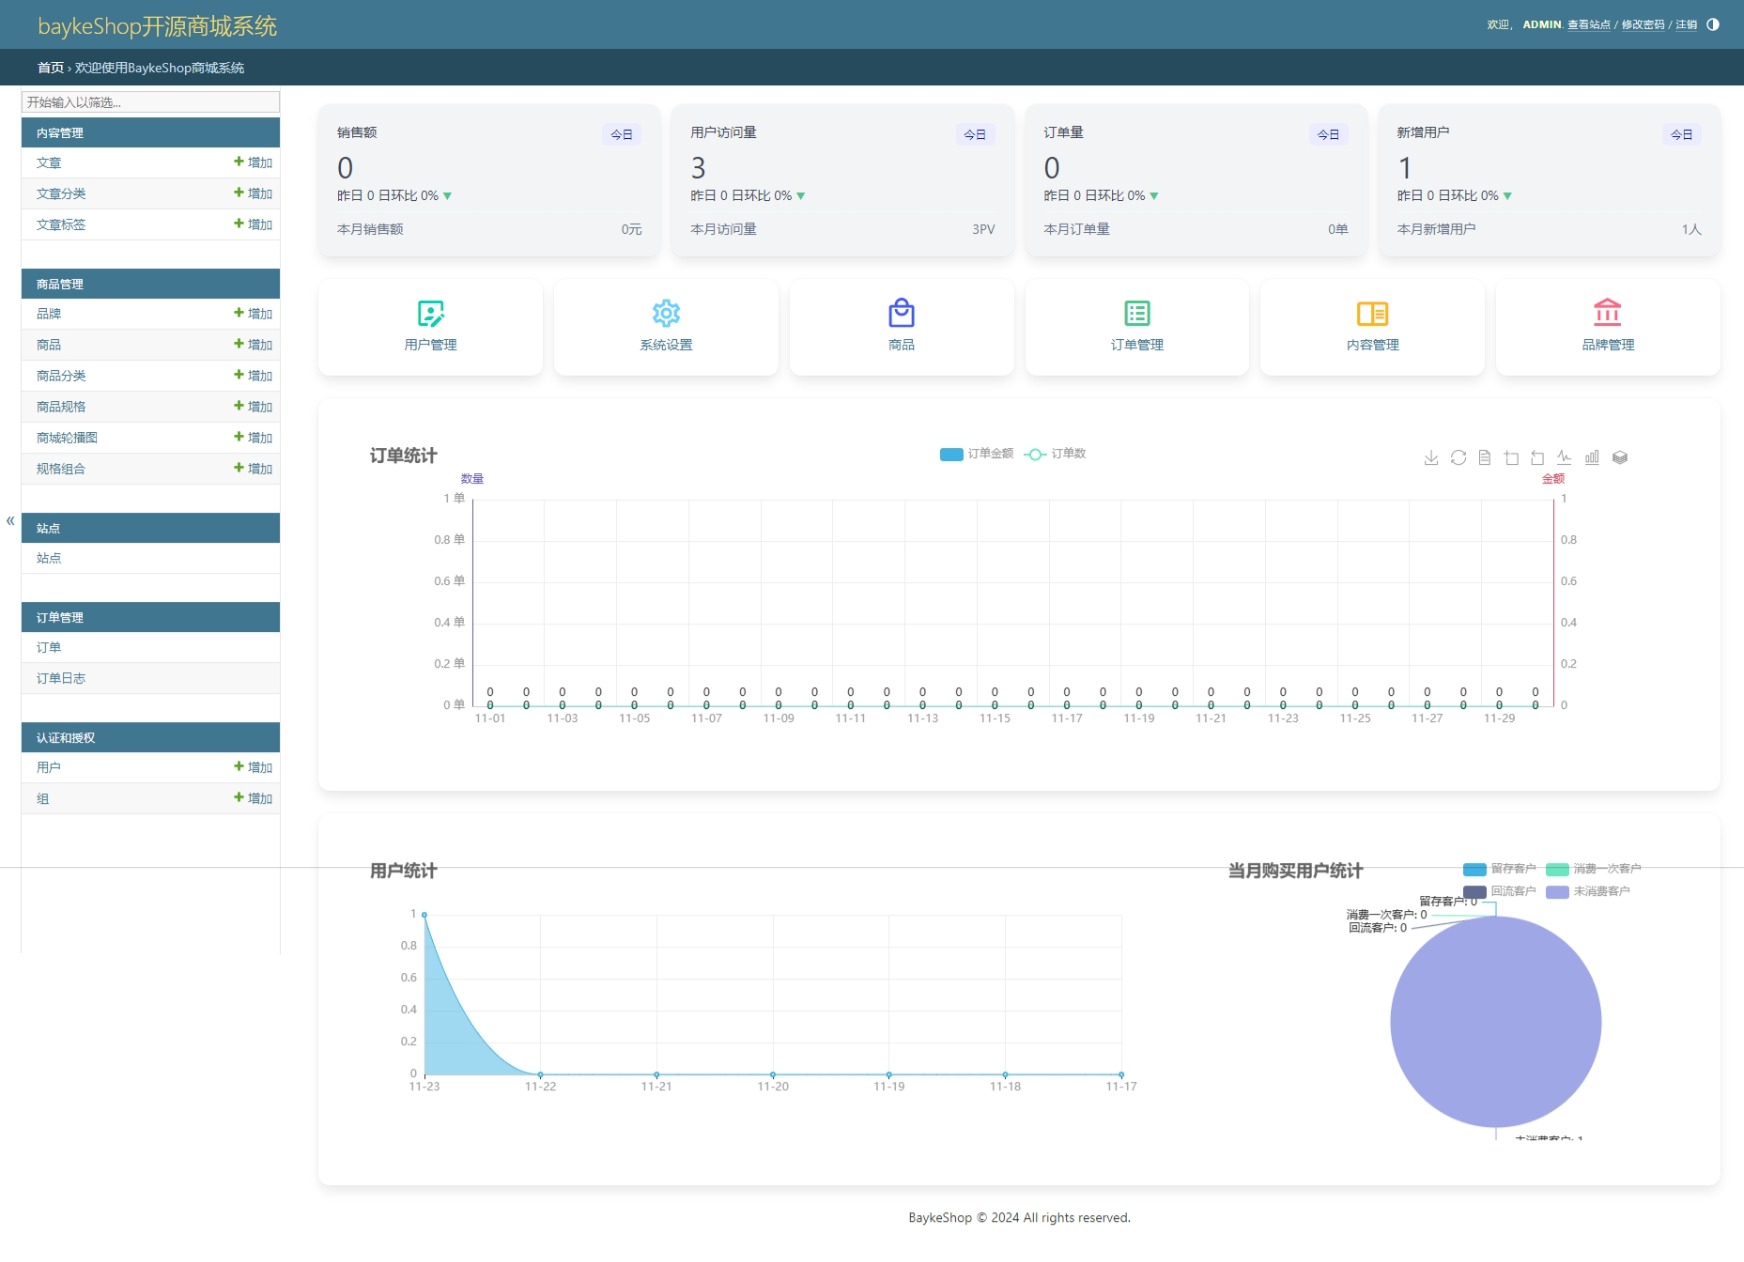 baykeShop开源商城系统
欢迎， ADMIN. 查看站点 / 修改密码 / 注销
首页 › 欢迎使用BaykeShop商城系统
开始输入以筛选...
内容管理
文章 增加
文章分类 增加
文章标签 增加
商品管理
品牌 增加
商品 增加
商品分类 增加
商品规格 增加
商城轮播图 增加
规格组合 增加
«
站点
站点
订单管理
订单
订单日志
认证和授权
用户 增加
组 增加
销售额 今日
0
昨日 0 日环比 0%
本月销售额 0元
用户访问量 今日
3
昨日 0 日环比 0%
本月访问量 3PV
订单量 今日
0
昨日 0 日环比 0%
本月订单量 0单
新增用户 今日
1
昨日 0 日环比 0%
本月新增用户 1人
用户管理
系统设置
商品
订单管理
内容管理
品牌管理
订单统计
订单金额 订单数
数量 金额
1 单 1
0.8 单 0.8
0.6 单 0.6
0.4 单 0.4
0.2 单 0.2
0 0 0 0 0 0 0 0 0 0 0 0 0 0 0 0 0 0 0 0 0 0 0 0 0 0 0 0 0 0
0 单 0 0 0 0 0 0 0 0 0 0 0 0 0 0 0 0 0 0 0 0 0 0 0 0 0 0 0 0 0 0 0
11-01 11-03 11-05 11-07 11-09 11-11 11-13 11-15 11-17 11-19 11-21 11-23 11-25 11-27 11-29
用户统计
1
0.8
0.6
0.4
0.2
0
11-23 11-22 11-21 11-20 11-19 11-18 11-17
当月购买用户统计
留存客户 消费一次客户
回流客户 未消费客户
留存客户: 0
消费一次客户: 0
回流客户: 0
未消费客户: 1
BaykeShop © 2024 All rights reserved.